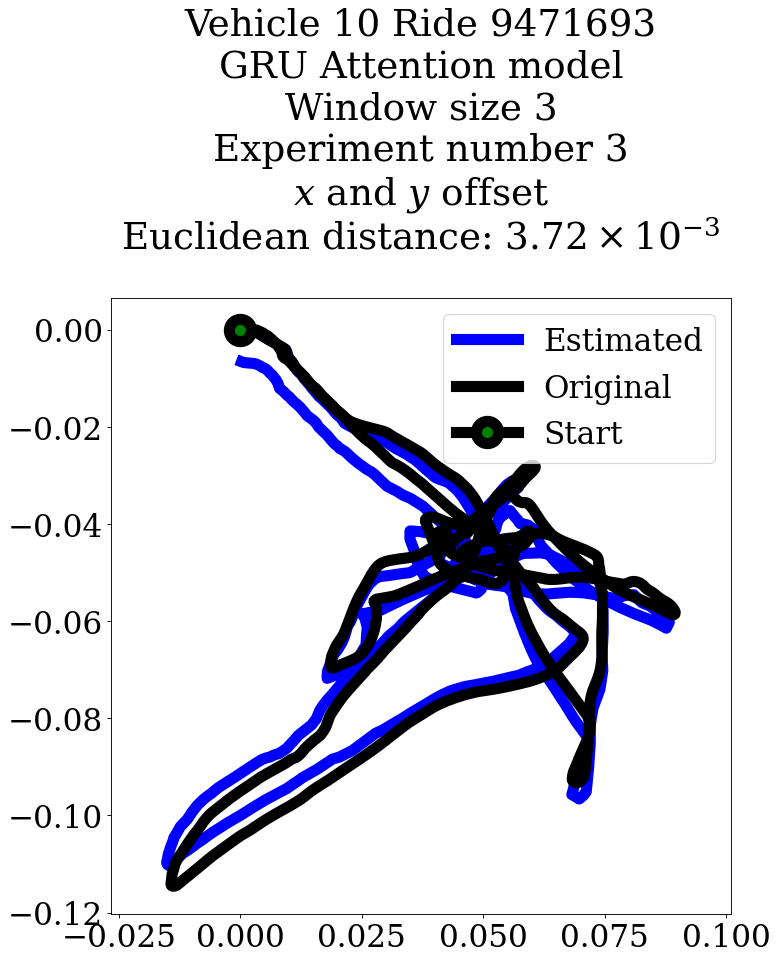 Vehicle 10 Ride 9471693
GRU Attention model
Window size 3
Experiment number 3
x and y offset
Euclidean distance: 3.72 × 10⁻³
Estimated
Original
Start
0.00
−0.02
−0.04
−0.06
−0.08
−0.10
−0.12
−0.025 0.000 0.025 0.050 0.075 0.100